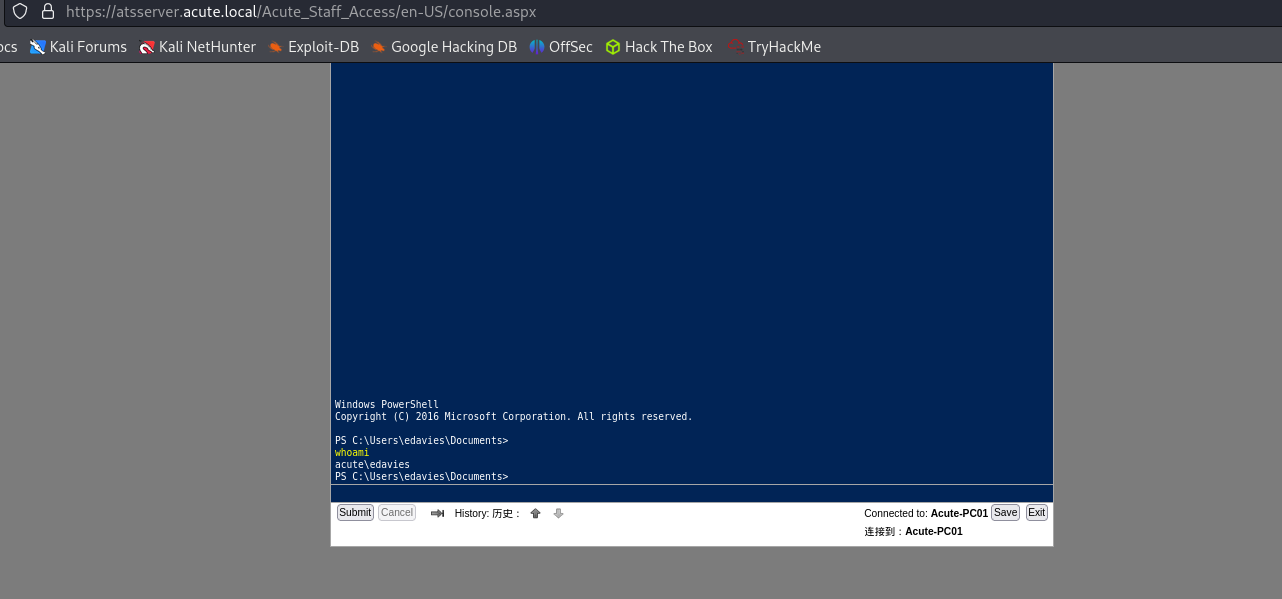 https://atsserver.acute.local/Acute_Staff_Access/en-US/console.aspx
ocs Kali Forums Kali NetHunter Exploit-DB Google Hacking DB OffSec Hack The Box TryHackMe
Windows PowerShell
Copyright (C) 2016 Microsoft Corporation. All rights reserved.
PS C:\Users\edavies\Documents>
whoami
acute\edavies
PS C:\Users\edavies\Documents>
Submit Cancel History: 历史： Connected to: Acute-PC01 Save Exit
连接到：Acute-PC01